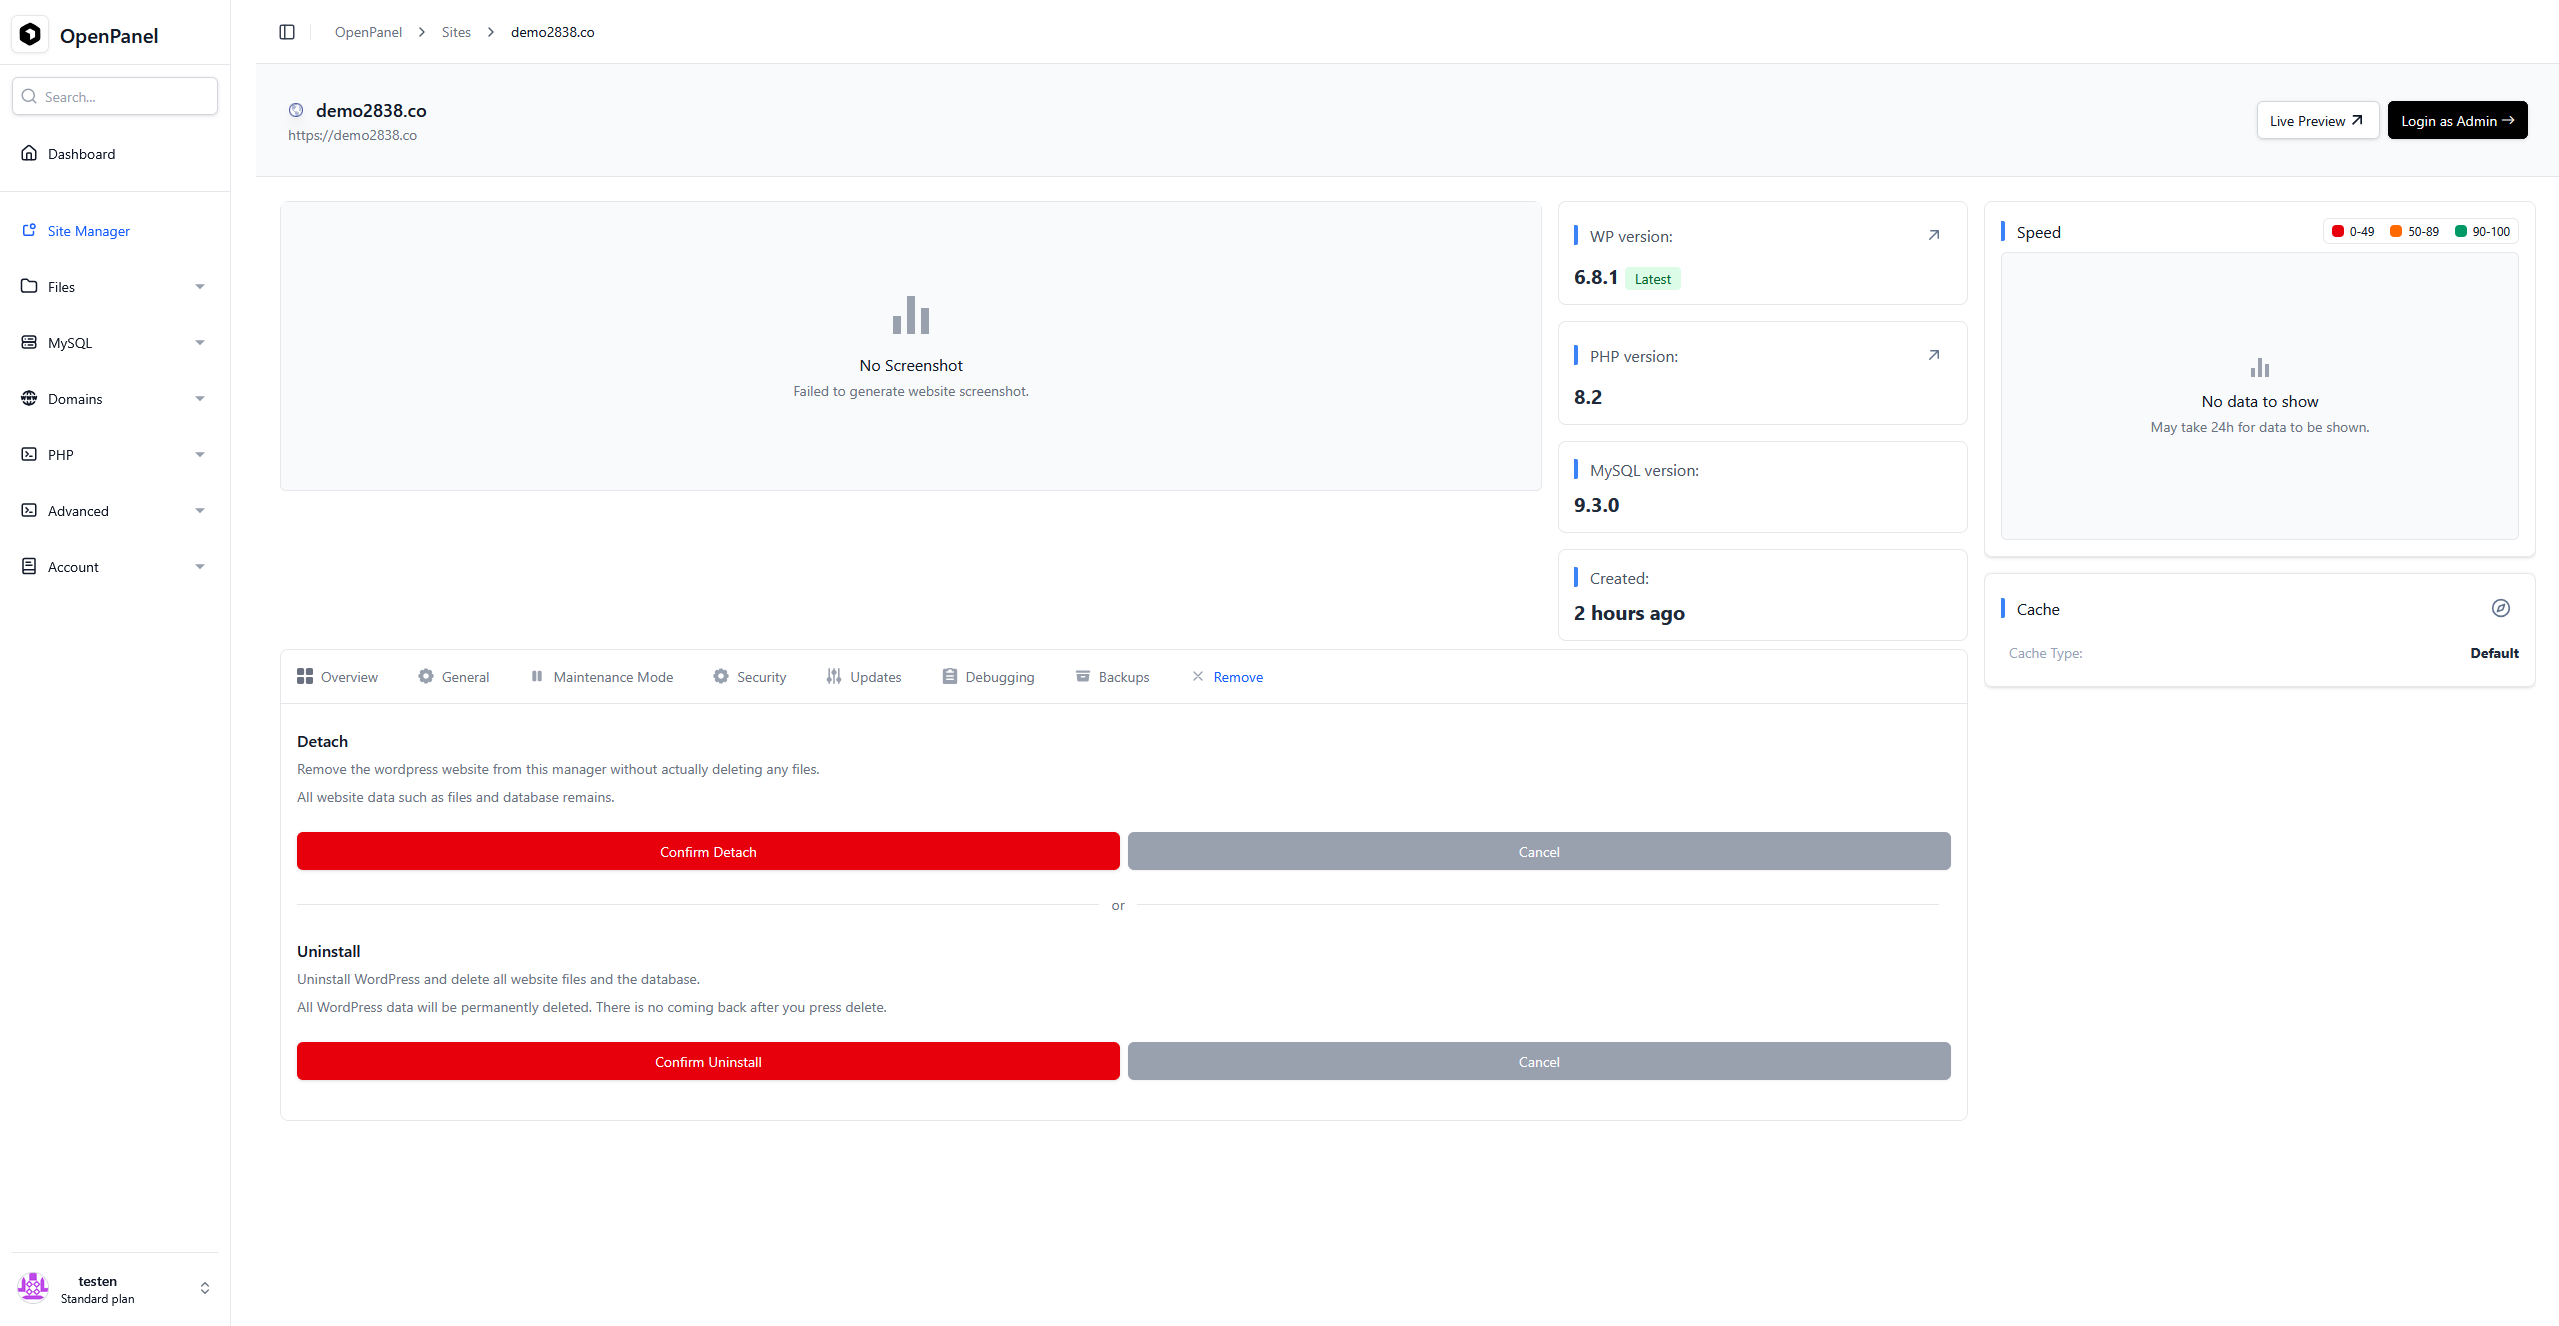 OpenPanel
Search...
Dashboard
Site Manager
Files
MySQL
Domains
PHP
Advanced
Account
testen
Standard plan
OpenPanel > Sites > demo2838.co
demo2838.co
https://demo2838.co
Live Preview
Login as Admin
No Screenshot
Failed to generate website screenshot.
WP version:
6.8.1 Latest
PHP version:
8.2
MySQL version:
9.3.0
Created:
2 hours ago
Speed
0-49 50-89 90-100
No data to show
May take 24h for data to be shown.
Cache
Cache Type: Default
Overview General Maintenance Mode Security Updates Debugging Backups Remove
Detach
Remove the wordpress website from this manager without actually deleting any files.
All website data such as files and database remains.
Confirm Detach Cancel
or
Uninstall
Uninstall WordPress and delete all website files and the database.
All WordPress data will be permanently deleted. There is no coming back after you press delete.
Confirm Uninstall Cancel